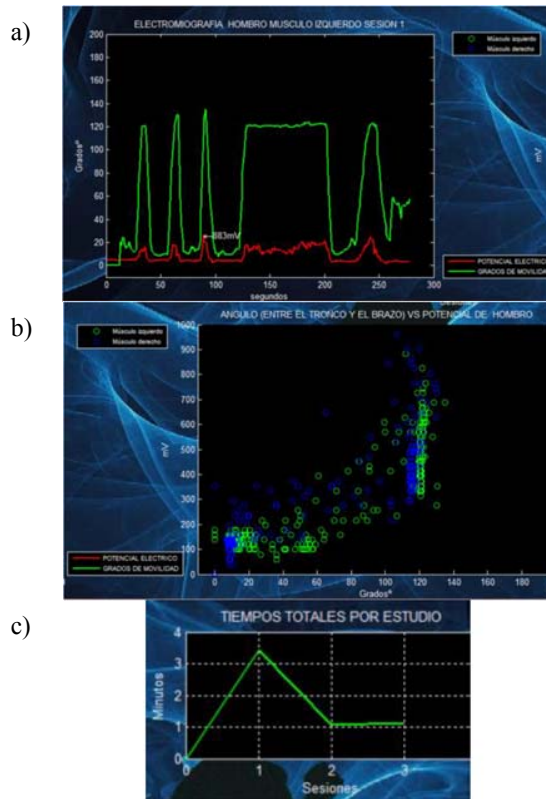 a)
ELECTROMIOGRAFIA HOMBRO MUSCULO IZQUIERDO SESION 1
200
180
160
140
120
100
80
60
40
20
0
Grados°
883mV
0 50 100 150 200 250 300
segundos
Músculo izquierdo
Músculo derecho
mV
POTENCIAL ELECTRICO
GRADOS DE MOVILIDAD
b)
ANGULO (ENTRE EL TRONCO Y EL BRAZO) VS POTENCIAL DE HOMBRO
Músculo izquierdo
Músculo derecho
1000
900
800
700
600
500
400
300
200
100
0
mV
0 20 40 60 80 100 120 140 160 180
Grados°
POTENCIAL ELECTRICO
GRADOS DE MOVILIDAD
c)
TIEMPOS TOTALES POR ESTUDIO
4
3
2
1
0
Minutos
0 1 2 3
Sesiones